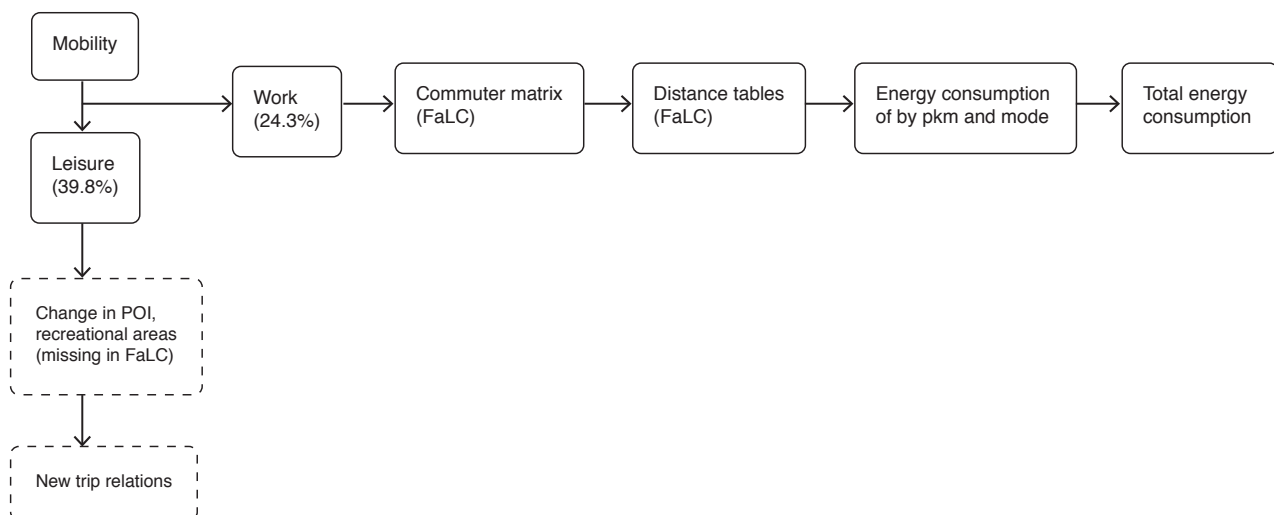 Mobility
Work
(24.3%)
Commuter matrix
(FaLC)
Distance tables
(FaLC)
Energy consumption
of by pkm and mode
Total energy
consumption
Leisure
(39.8%)
Change in POI,
recreational areas
(missing in FaLC)
New trip relations